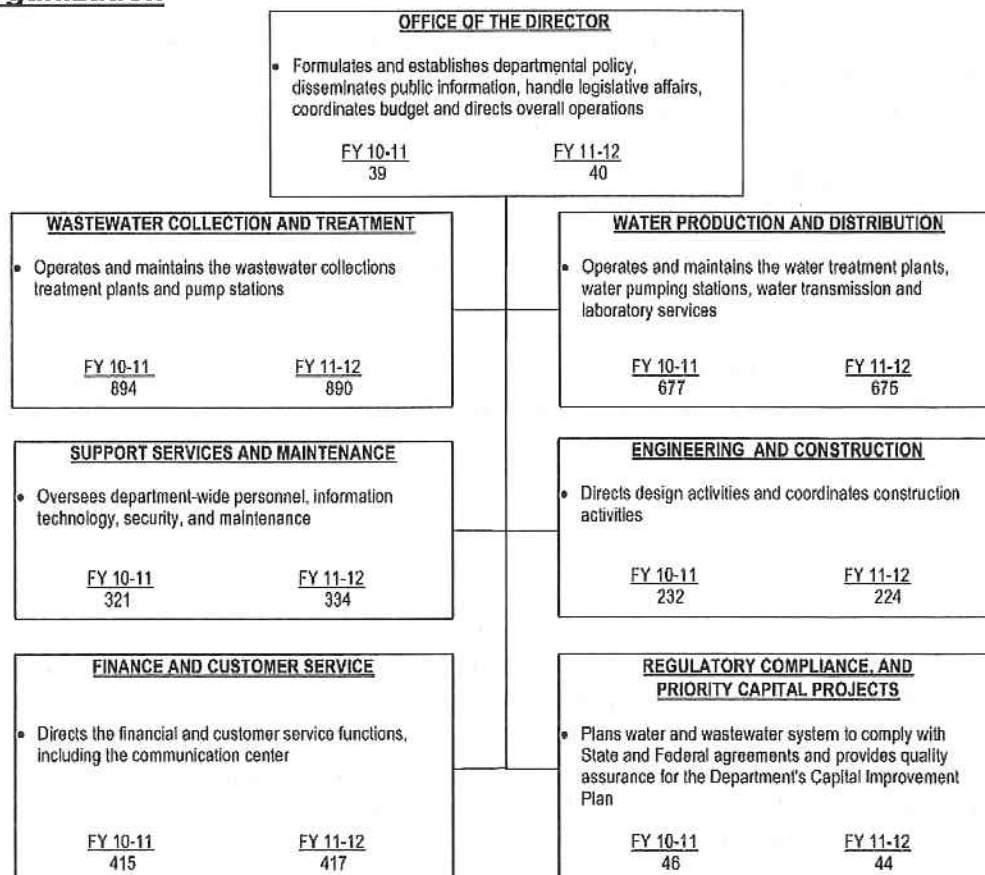 OFFICE OF THE DIRECTOR
• Formulates and establishes departmental policy,
disseminates public information, handle legislative affairs,
coordinates budget and directs overall operations
FY 10-11 FY 11-12
39 40
WASTEWATER COLLECTION AND TREATMENT
• Operates and maintains the wastewater collections
treatment plants and pump stations
FY 10-11 FY 11-12
894 890
WATER PRODUCTION AND DISTRIBUTION
• Operates and maintains the water treatment plants,
water pumping stations, water transmission and
laboratory services
FY 10-11 FY 11-12
677 675
SUPPORT SERVICES AND MAINTENANCE
• Oversees department-wide personnel, information
technology, security, and maintenance
FY 10-11 FY 11-12
321 334
ENGINEERING AND CONSTRUCTION
• Directs design activities and coordinates construction
activities
FY 10-11 FY 11-12
232 224
FINANCE AND CUSTOMER SERVICE
• Directs the financial and customer service functions,
including the communication center
FY 10-11 FY 11-12
415 417
REGULATORY COMPLIANCE, AND
PRIORITY CAPITAL PROJECTS
• Plans water and wastewater system to comply with
State and Federal agreements and provides quality
assurance for the Department's Capital Improvement
Plan
FY 10-11 FY 11-12
46 44